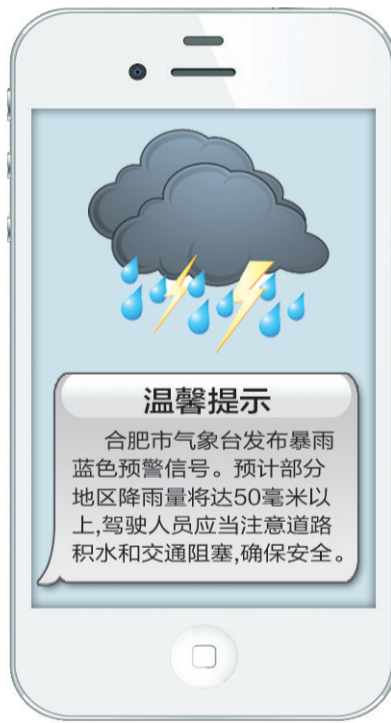 温馨提示
合肥市气象台发布暴雨
蓝色预警信号。预计部分
地区降雨量将达50毫米以
上,驾驶人员应当注意道路
积水和交通阻塞,确保安全。